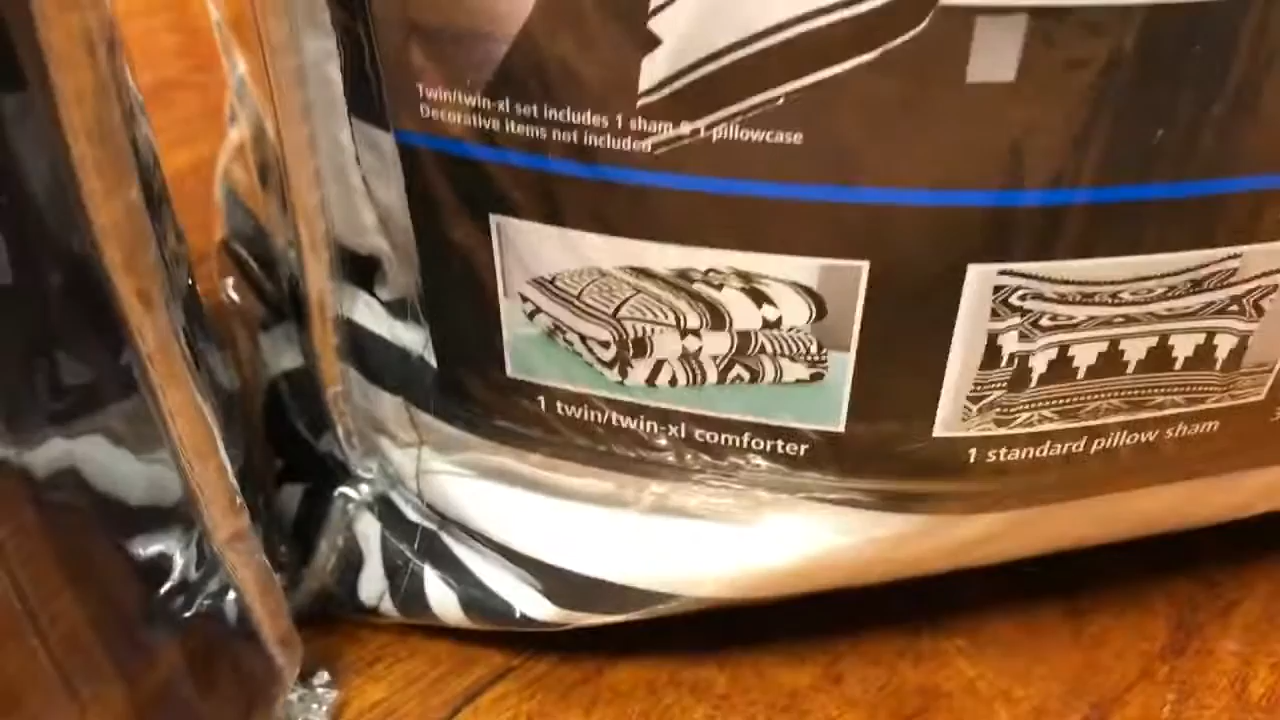 Twin/twin-xl set includes 1 sham & 1 pillowcase
Decorative items not included
1 twin/twin-xl comforter
1 standard pillow sham